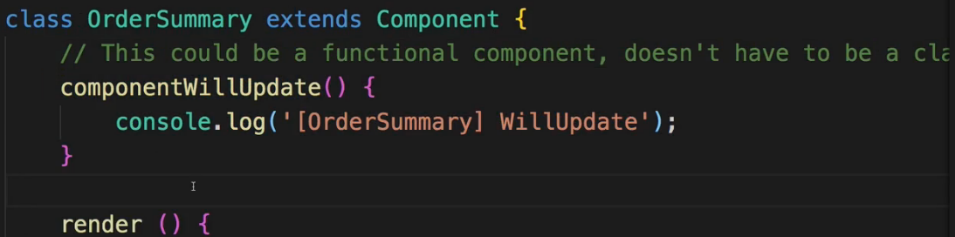 class OrderSummary extends Component {
// This could be a functional component, doesn't have to be a
componentWillUpdate() {
console.log('[OrderSummary] WillUpdate');
}
render () {